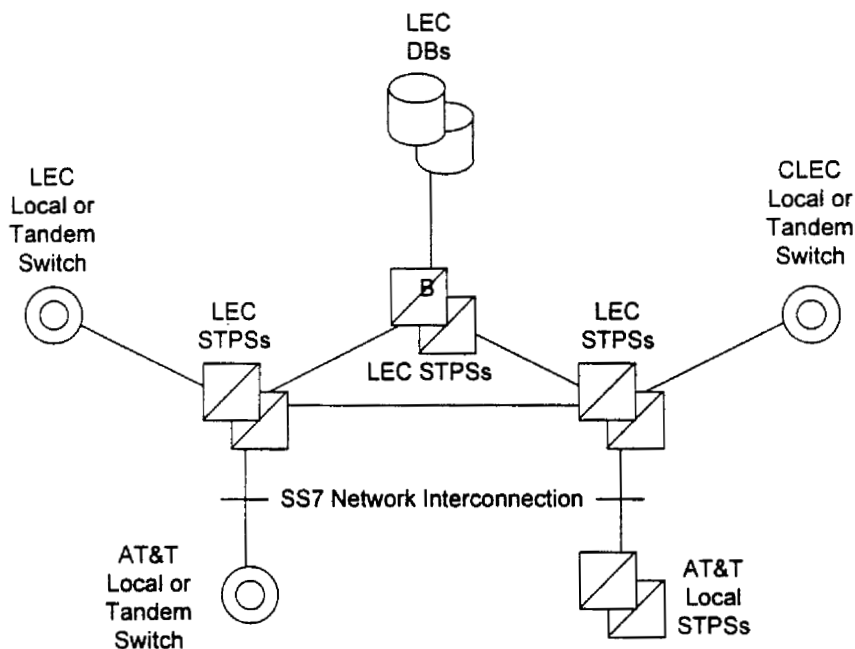 LEC
DBs
LEC
Local or
Tandem
Switch
CLEC
Local or
Tandem
Switch
B
LEC
STPSs
LEC
STPSs
LEC STPSs
SS7 Network Interconnection
AT&T
Local or
Tandem
Switch
AT&T
Local
STPSs